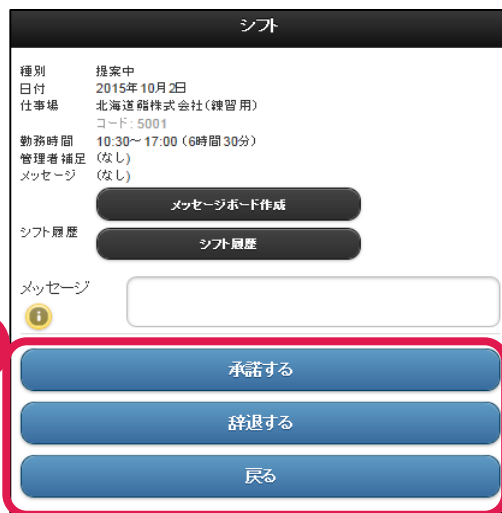 シフト
種別 提案中
日付 2015年10月2日
仕事場 北海道龍株式会社(練習用)
コード: 5001
勤務時間 10:30~17:00 (6時間30分)
管理者補足 (なし)
メッセージ (なし)
メッセージボード作成
シフト履歴 シフト履歴
メッセージ
承諾する
辞退する
戻る